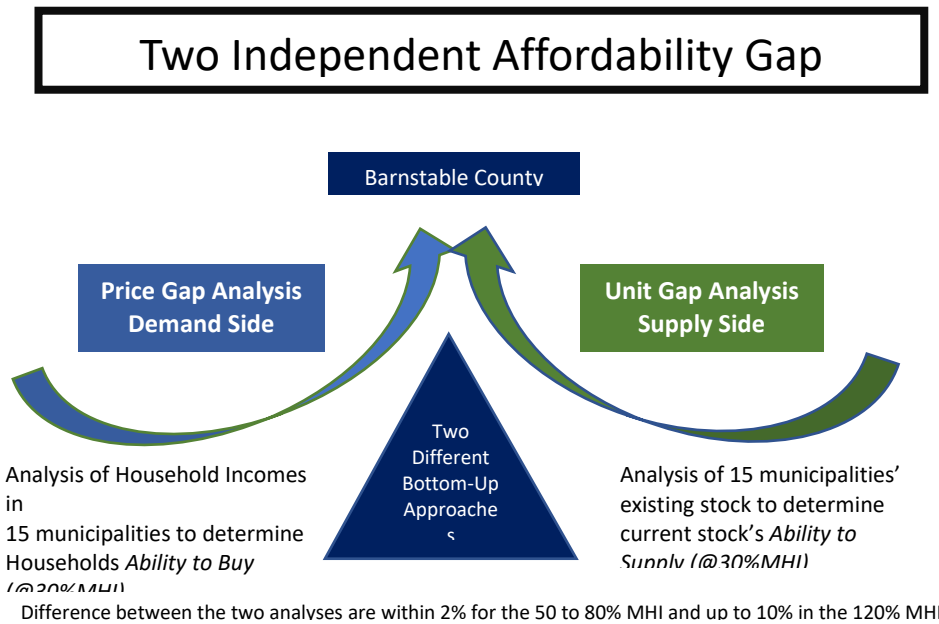 Two Independent Affordability Gap
Barnstable County
Price Gap Analysis
Demand Side
Unit Gap Analysis
Supply Side
Two
Different
Bottom-Up
Approache
s
Analysis of Household Incomes
in
15 municipalities to determine
Households Ability to Buy
(@30%MHI)
Analysis of 15 municipalities’
existing stock to determine
current stock’s Ability to
Supply (@30%MHI)
Difference between the two analyses are within 2% for the 50 to 80% MHI and up to 10% in the 120% MHI